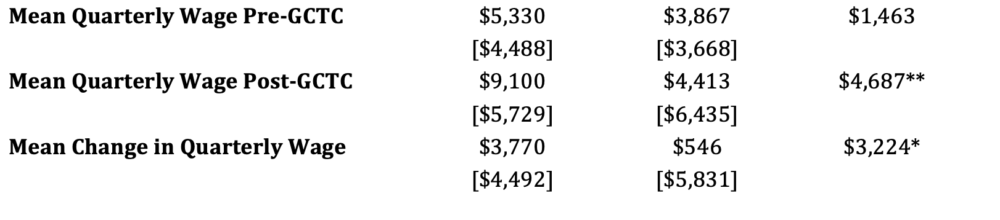 Mean Quarterly Wage Pre-GCTC $5,330 $3,867 $1,463
[$4,488] [$3,668]
Mean Quarterly Wage Post-GCTC $9,100 $4,413 $4,687**
[$5,729] [$6,435]
Mean Change in Quarterly Wage $3,770 $546 $3,224*
[$4,492] [$5,831]